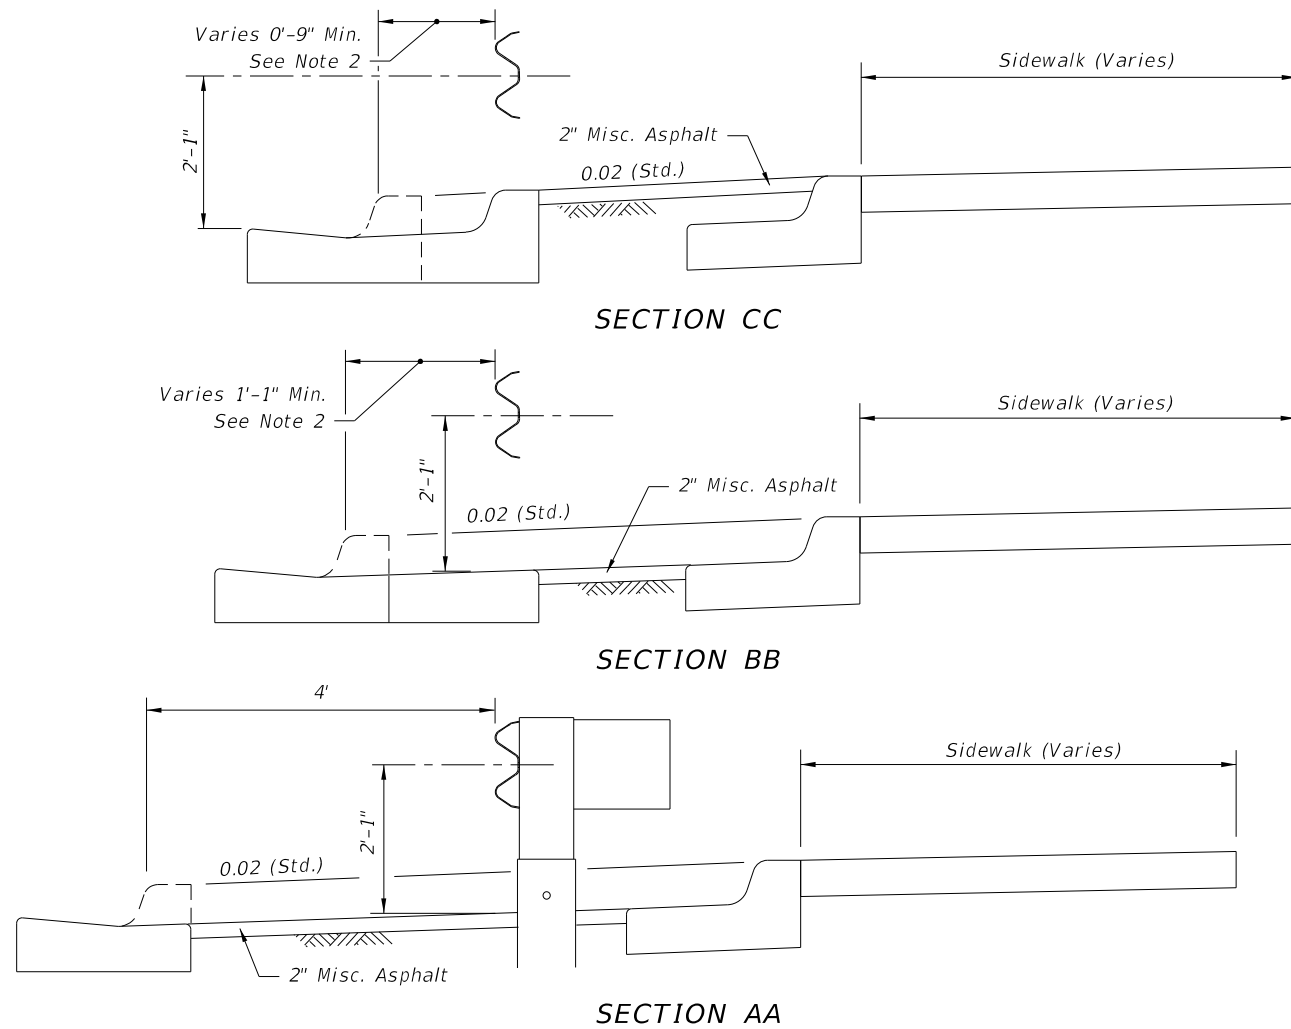 Varies 0'-9" Min.
See Note 2
Sidewalk (Varies)
2'-1"
2" Misc. Asphalt
0.02 (Std.)
SECTION CC
Varies 1'-1" Min.
See Note 2
Sidewalk (Varies)
2'-1"
2" Misc. Asphalt
0.02 (Std.)
SECTION BB
4'
Sidewalk (Varies)
2'-1"
0.02 (Std.)
2" Misc. Asphalt
SECTION AA